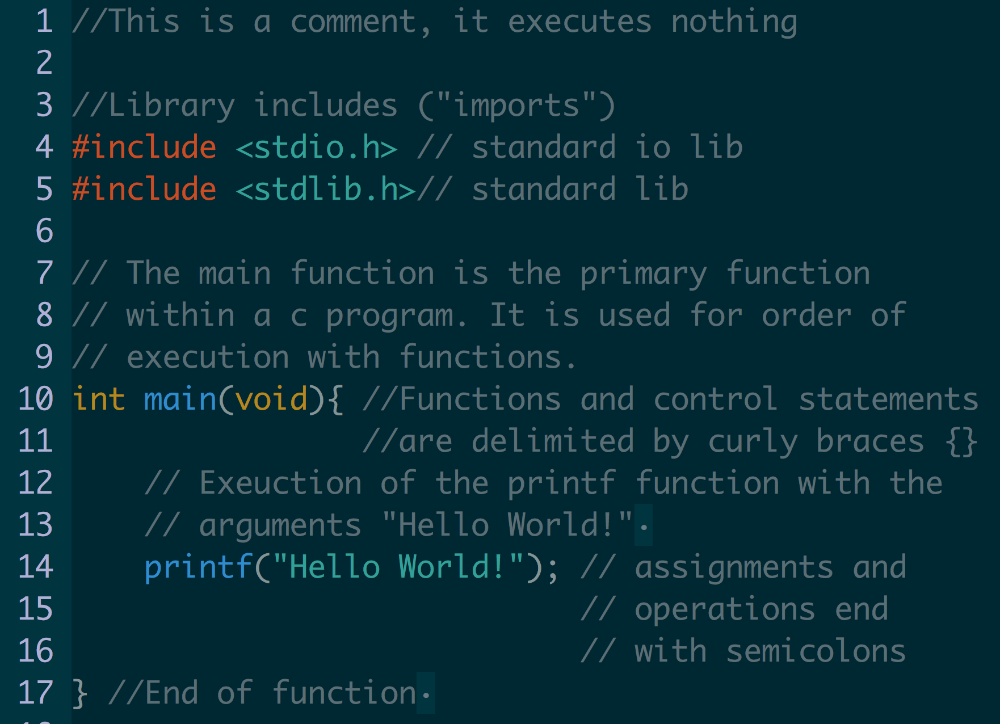 1 //This is a comment, it executes nothing
2
3 //Library includes ("imports")
4 #include <stdio.h> // standard io lib
5 #include <stdlib.h>// standard lib
6
7 // The main function is the primary function
8 // within a c program. It is used for order of
9 // execution with functions.
10 int main(void){ //Functions and control statements
11                 //are delimited by curly braces {}
12     // Exeuction of the printf function with the
13     // arguments "Hello World!"·
14     printf("Hello World!"); // assignments and
15                             // operations end
16                             // with semicolons
17 } //End of function·